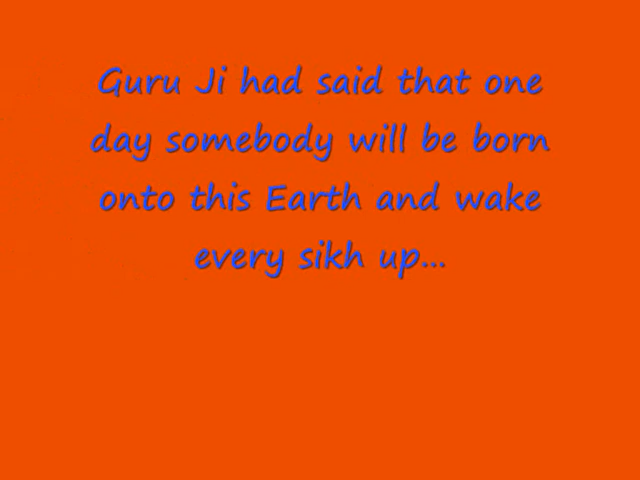 Guru Ji had said that one
day somebody will be born
onto this Earth and wake
every sikh up...